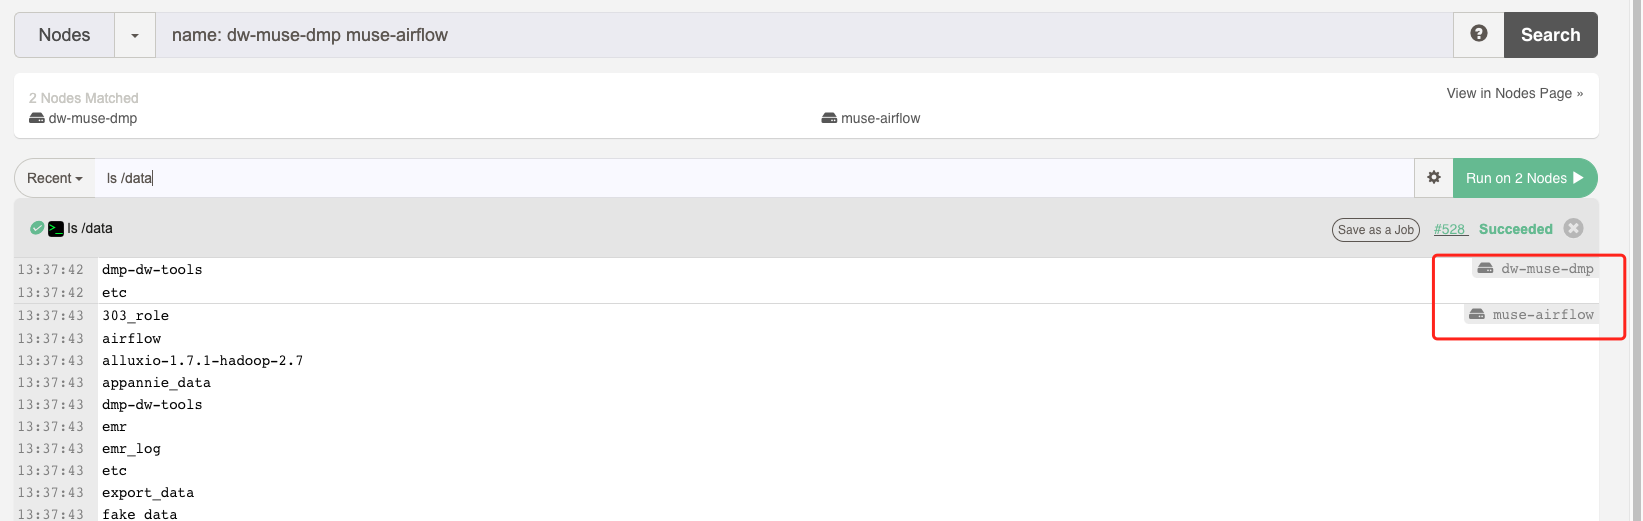 Nodes name: dw-muse-dmp muse-airflow Search
2 Nodes Matched View in Nodes Page »
dw-muse-dmp muse-airflow
Recent ls /data Run on 2 Nodes
>_ ls /data Save as a Job #528 Succeeded
13:37:42 dmp-dw-tools dw-muse-dmp
13:37:42 etc
13:37:43 303_role muse-airflow
13:37:43 airflow
13:37:43 alluxio-1.7.1-hadoop-2.7
13:37:43 appannie_data
13:37:43 dmp-dw-tools
13:37:43 emr
13:37:43 emr_log
13:37:43 etc
13:37:43 export_data
13:37:43 fake_data